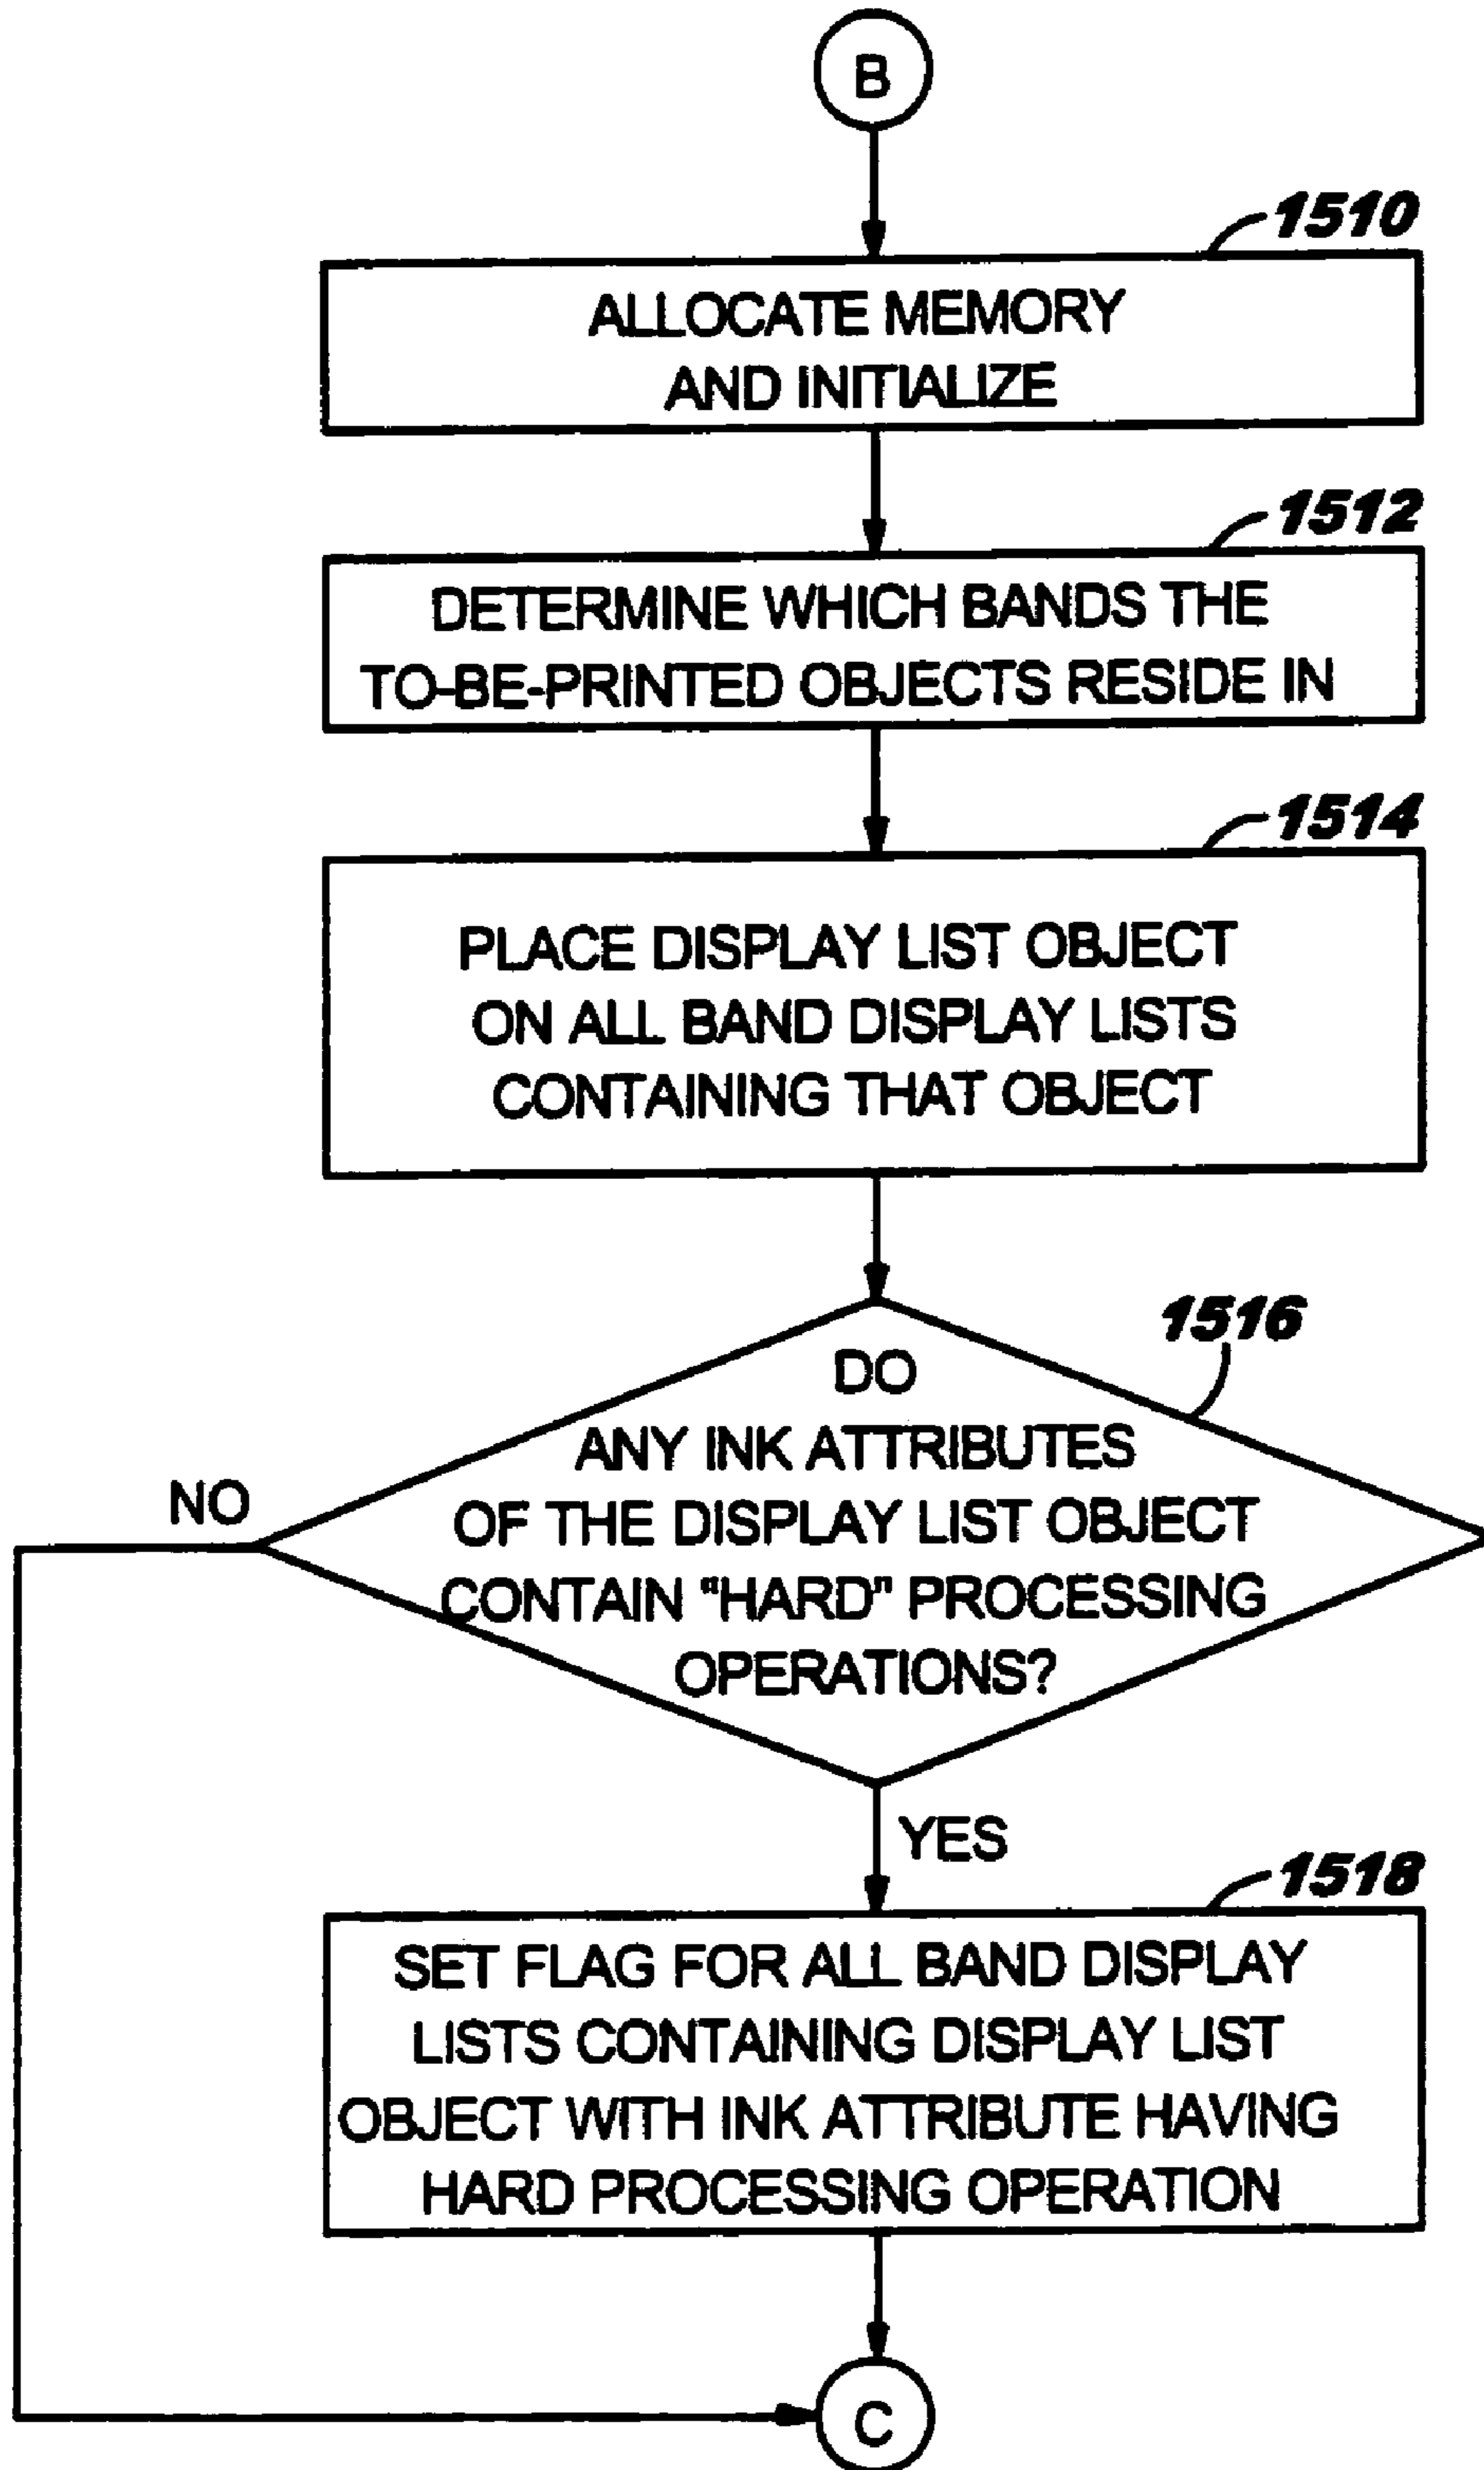 B
1510
ALLOCATE MEMORY
AND INITIALIZE
1512
DETERMINE WHICH BANDS THE
TO-BE-PRINTED OBJECTS RESIDE IN
1514
PLACE DISPLAY LIST OBJECT
ON ALL BAND DISPLAY LISTS
CONTAINING THAT OBJECT
1516
DO
ANY INK ATTRIBUTES
OF THE DISPLAY LIST OBJECT
CONTAIN "HARD" PROCESSING
OPERATIONS?
NO
YES
1518
SET FLAG FOR ALL BAND DISPLAY
LISTS CONTAINING DISPLAY LIST
OBJECT WITH INK ATTRIBUTE HAVING
HARD PROCESSING OPERATION
C